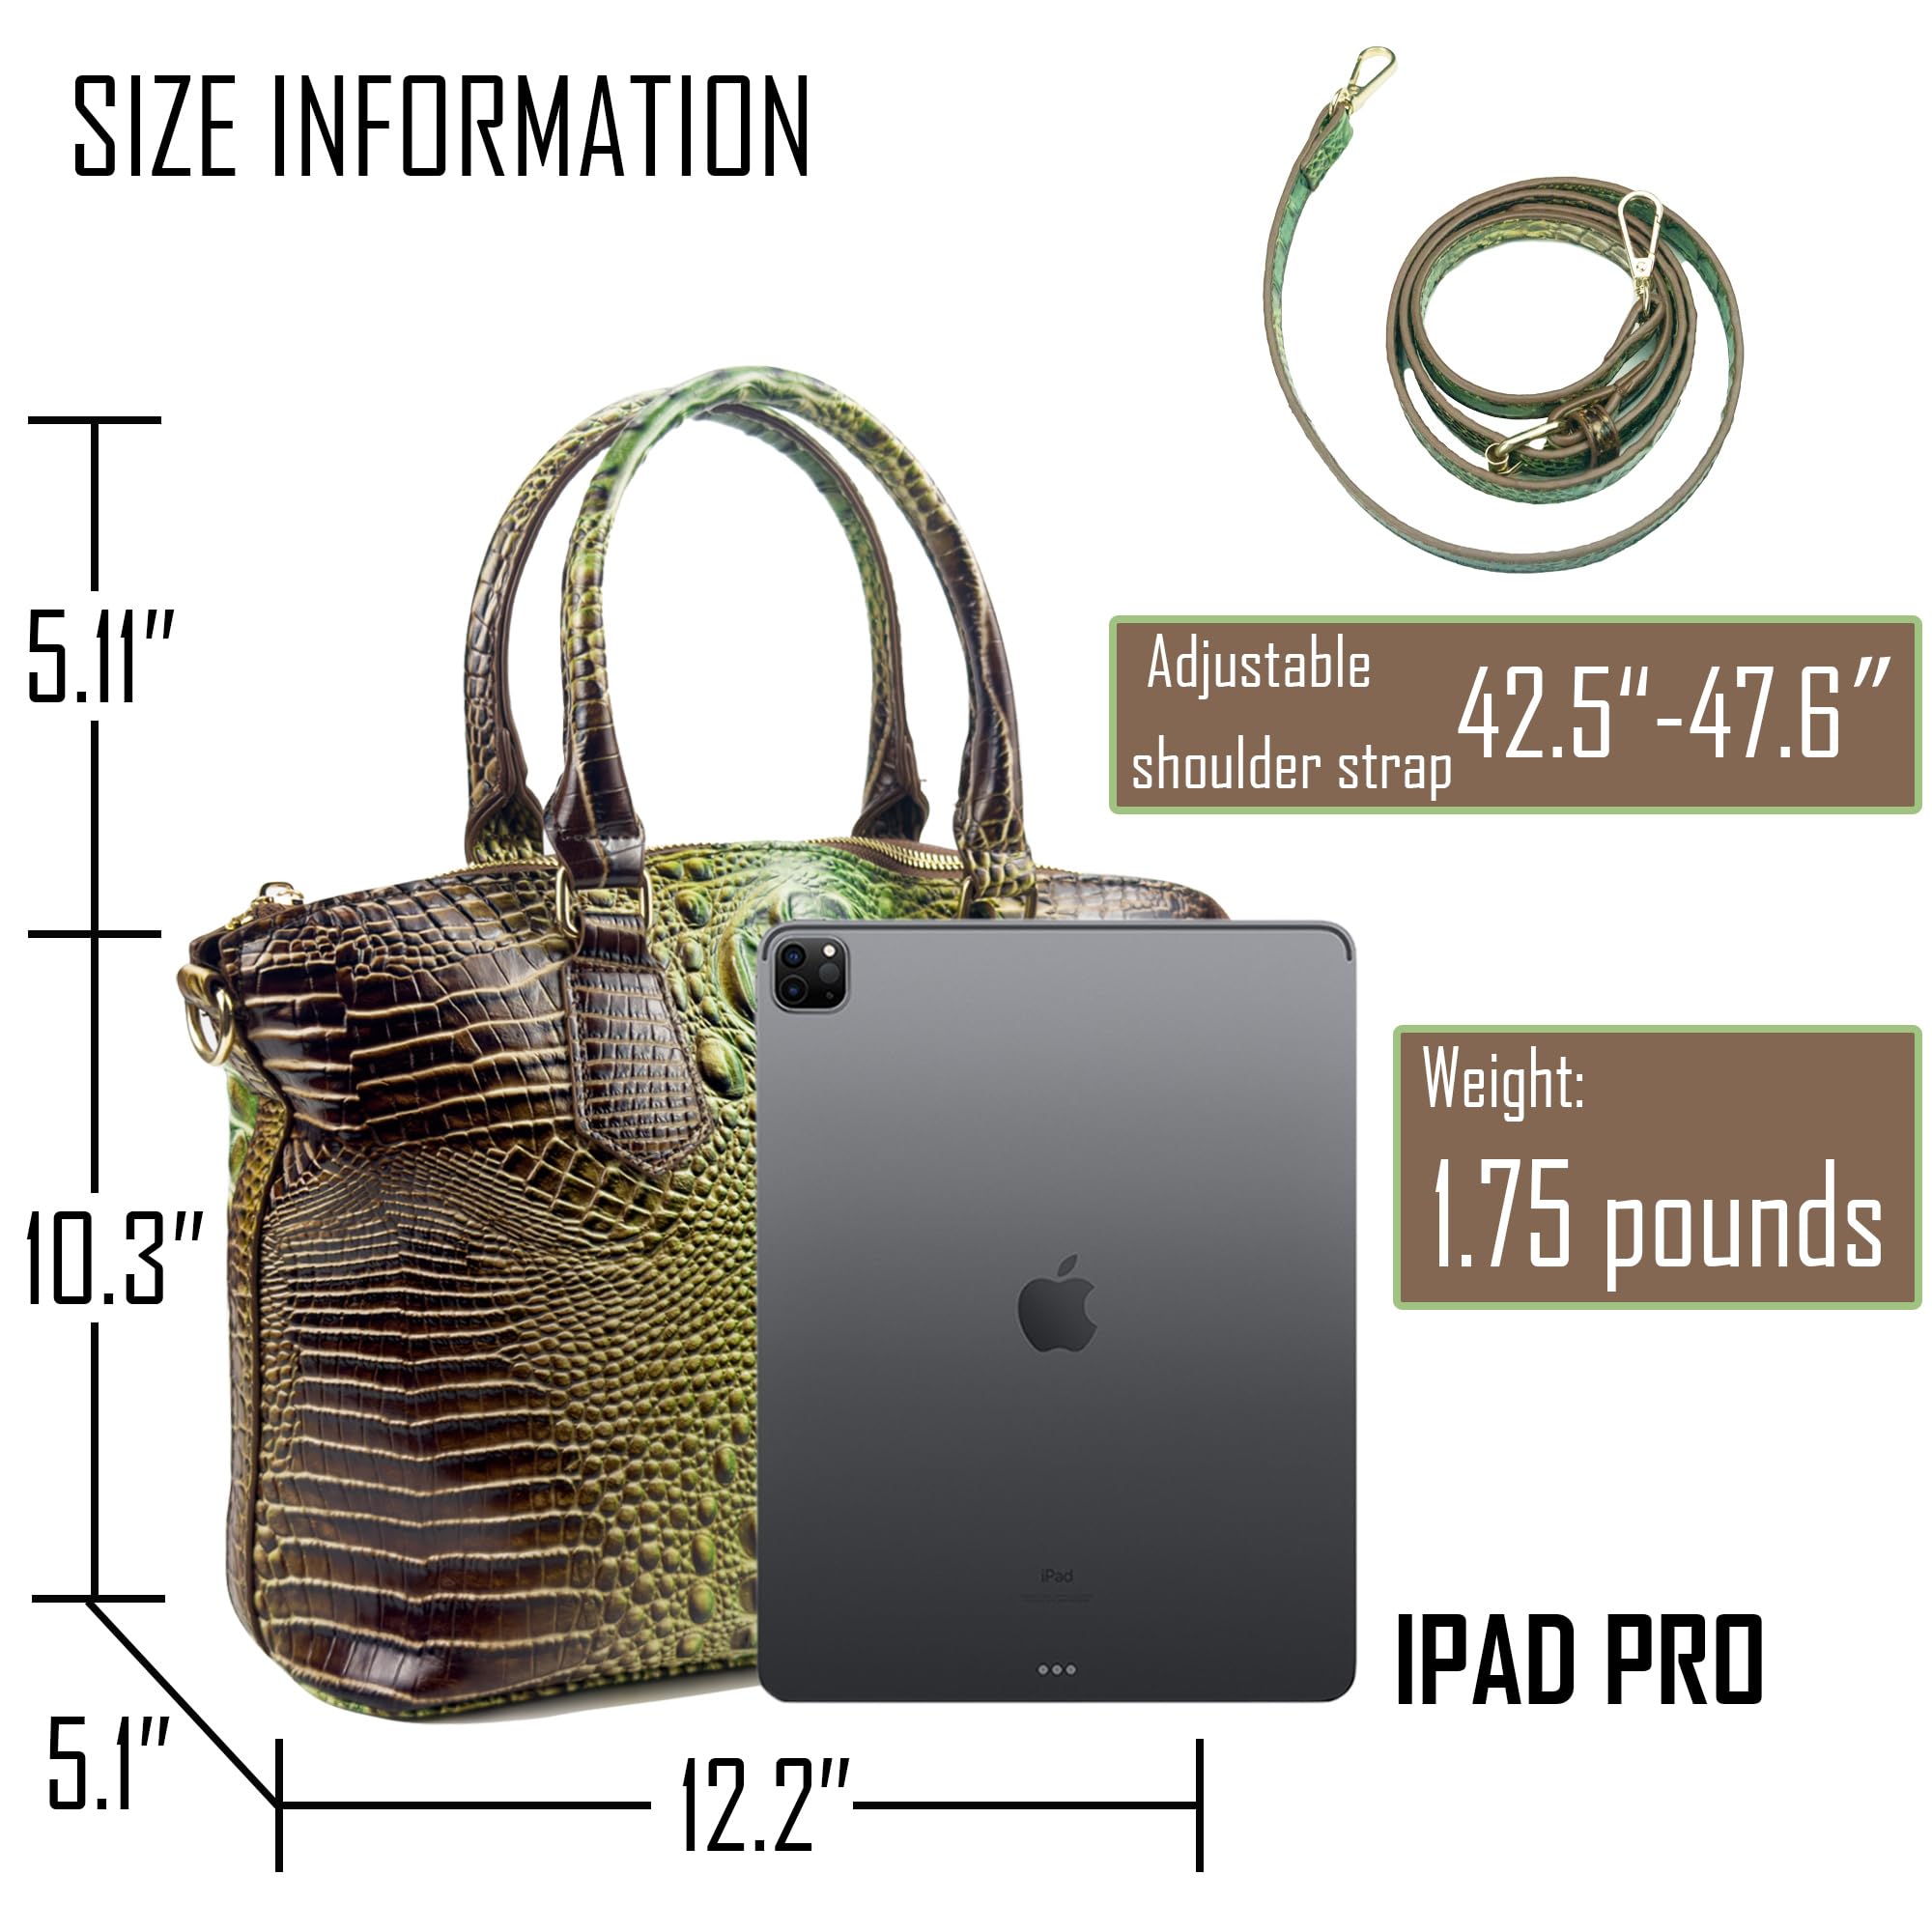 SIZE INFORMATION
5.11"
Adjustable
shoulder strap
42.5"-47.6"
Weight:
1.75 pounds
10.3"
iPad
IPAD PRO
5.1"
12.2"